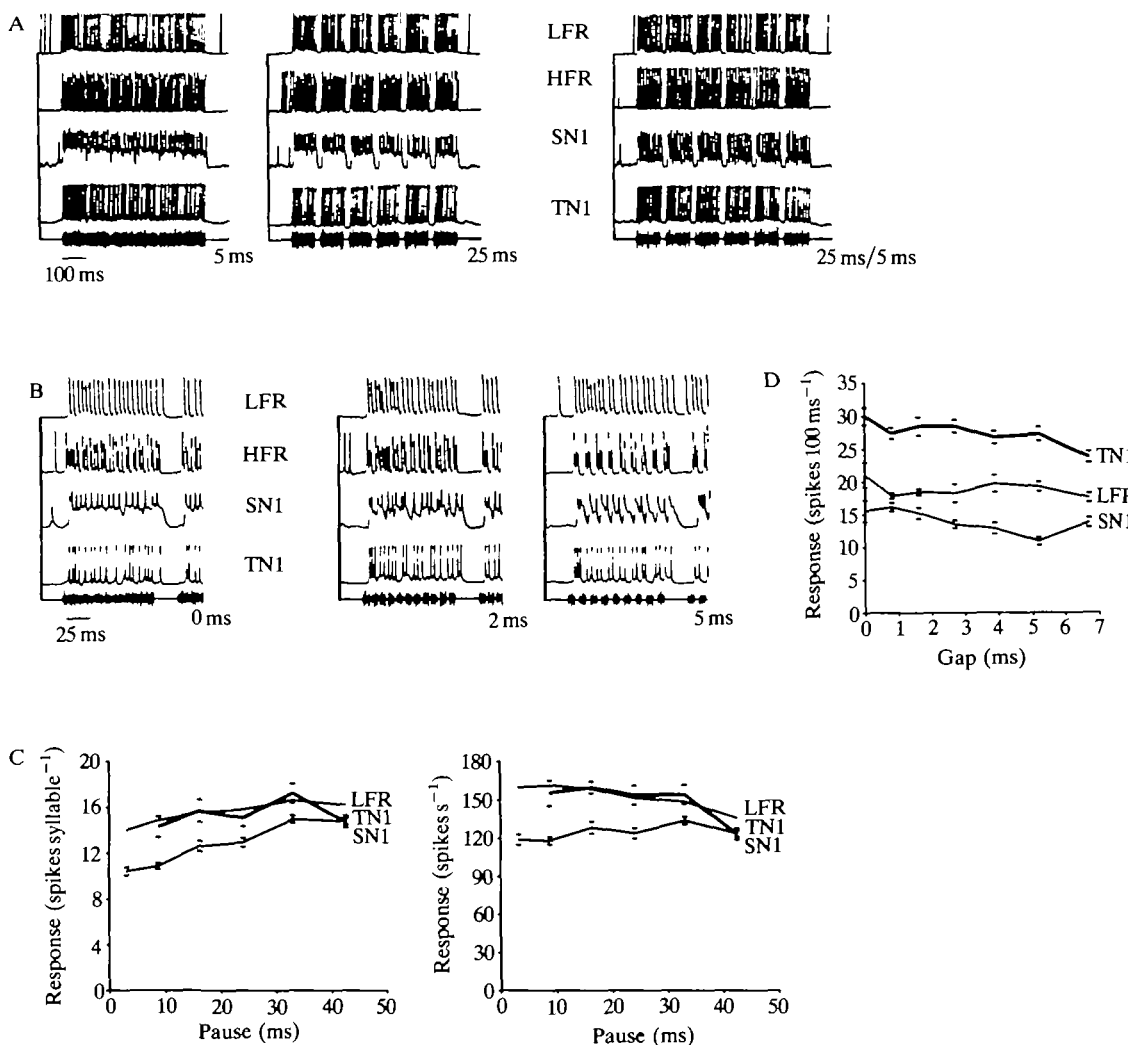 A
LFR
HFR
SN1
TN1
100 ms
5 ms
25 ms
25 ms/5 ms
B
LFR
HFR
SN1
TN1
25 ms
0 ms
2 ms
5 ms
D
Response (spikes 100 ms⁻¹)
35
30
25
20
15
10
5
0
TN1
LFR
SN1
0 1 2 3 4 5 6 7
Gap (ms)
C
Response (spikes syllable⁻¹)
20
16
12
8
4
0
LFR
TN1
SN1
0 10 20 30 40 50
Pause (ms)
Response (spikes s⁻¹)
180
150
120
90
60
30
0
LFR
TN1
SN1
0 10 20 30 40 50
Pause (ms)